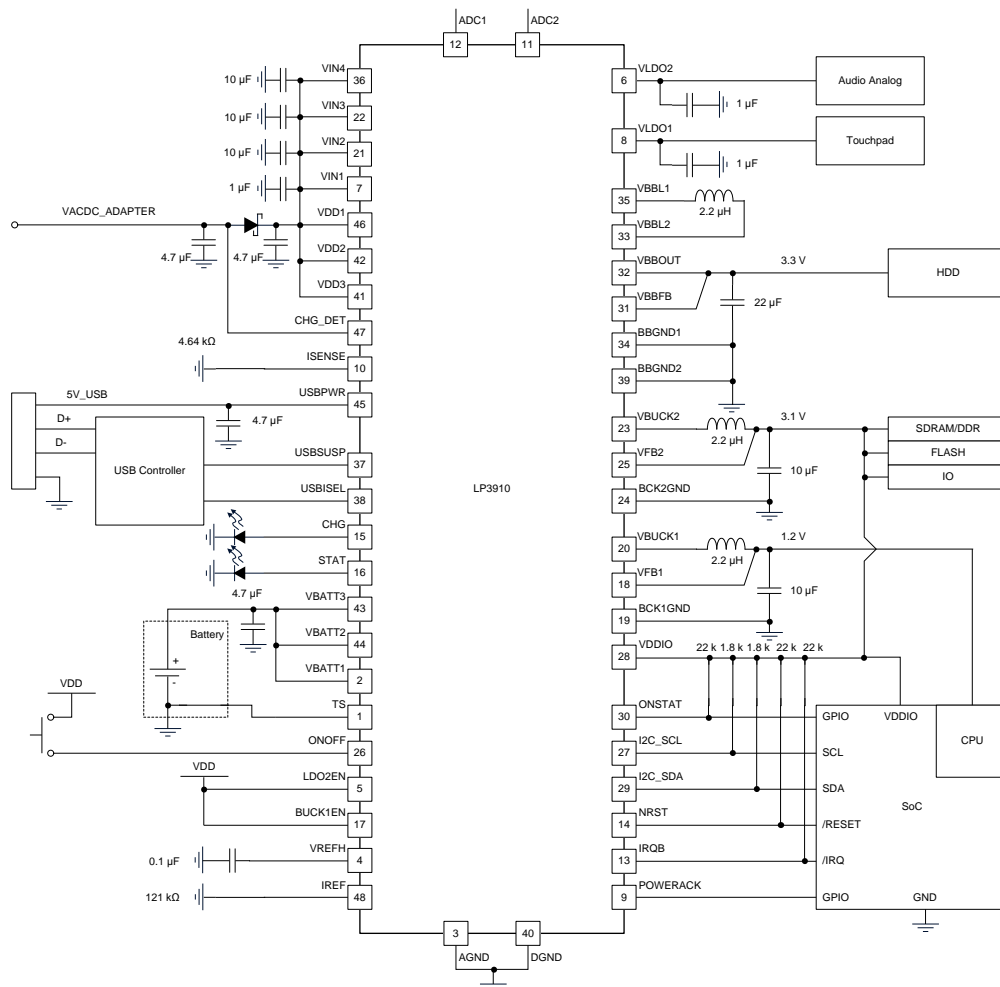 ADC1 ADC2
12 11
10 µF VIN4 36
10 µF VIN3 22
10 µF VIN2 21
1 µF VIN1 7
VACDC_ADAPTER VDD1 46
4.7 µF 4.7 µF VDD2 42
VDD3 41
CHG_DET 47
4.64 kΩ ISENSE 10
5V_USB USBPWR 45
4.7 µF
D+
D-
USB Controller
USBSUSP 37
USBISEL 38
CHG 15
STAT 16
4.7 µF VBATT3 43
Battery VBATT2 44
+
-
VBATT1 2
VDD TS 1
ONOFF 26
VDD LDO2EN 5
BUCK1EN 17
0.1 µF VREFH 4
121 kΩ IREF 48
LP3910
6 VLDO2 Audio Analog
1 µF
8 VLDO1 Touchpad
1 µF
35 VBBL1
2.2 µH
33 VBBL2
32 VBBOUT 3.3 V HDD
31 VBBFB 22 µF
34 BBGND1
39 BBGND2
23 VBUCK2 3.1 V SDRAM/DDR
2.2 µH FLASH
25 VFB2 10 µF IO
24 BCK2GND
20 VBUCK1 1.2 V
2.2 µH
18 VFB1 10 µF
19 BCK1GND
28 VDDIO 22 k 1.8 k 1.8 k 22 k 22 k
30 ONSTAT GPIO VDDIO CPU
27 I2C_SCL SCL
29 I2C_SDA SDA
SoC
14 NRST /RESET
13 IRQB /IRQ
9 POWERACK GPIO GND
3 40
AGND DGND